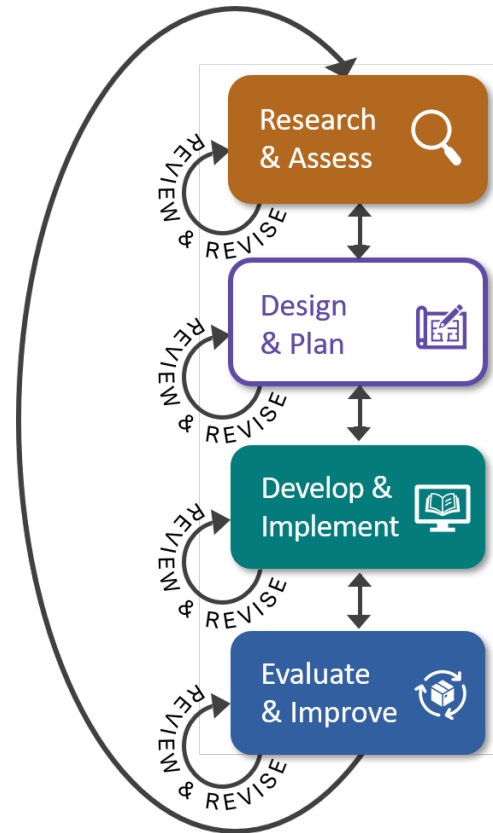 Research
& Assess
REVIEW & REVISE
Design
& Plan
REVIEW & REVISE
Develop &
Implement
REVIEW & REVISE
Evaluate
& Improve
REVIEW & REVISE